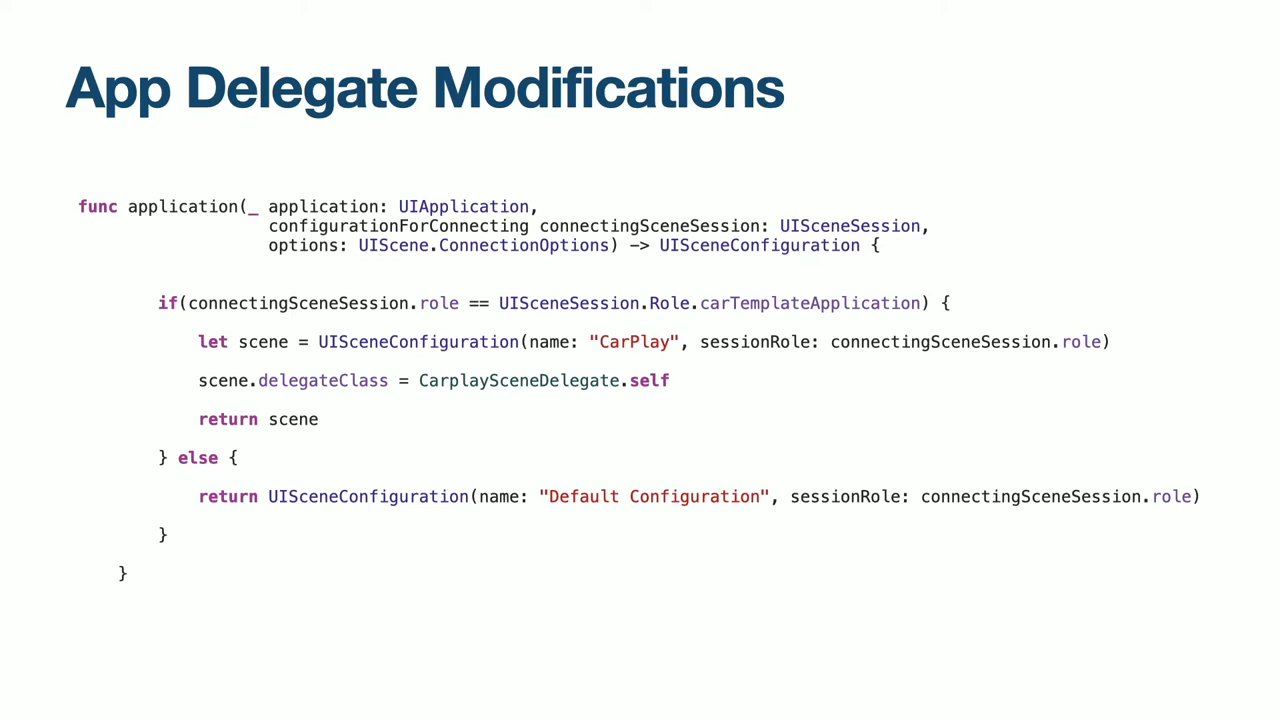 App Delegate Modifications
func application(_ application: UIApplication,
configurationForConnecting connectingSceneSession: UISceneSession,
options: UIScene.ConnectionOptions) -> UISceneConfiguration {
if(connectingSceneSession.role == UISceneSession.Role.carTemplateApplication) {
let scene = UISceneConfiguration(name: "CarPlay", sessionRole: connectingSceneSession.role)
scene.delegateClass = CarplaySceneDelegate.self
return scene
} else {
return UISceneConfiguration(name: "Default Configuration", sessionRole: connectingSceneSession.role)
}
}